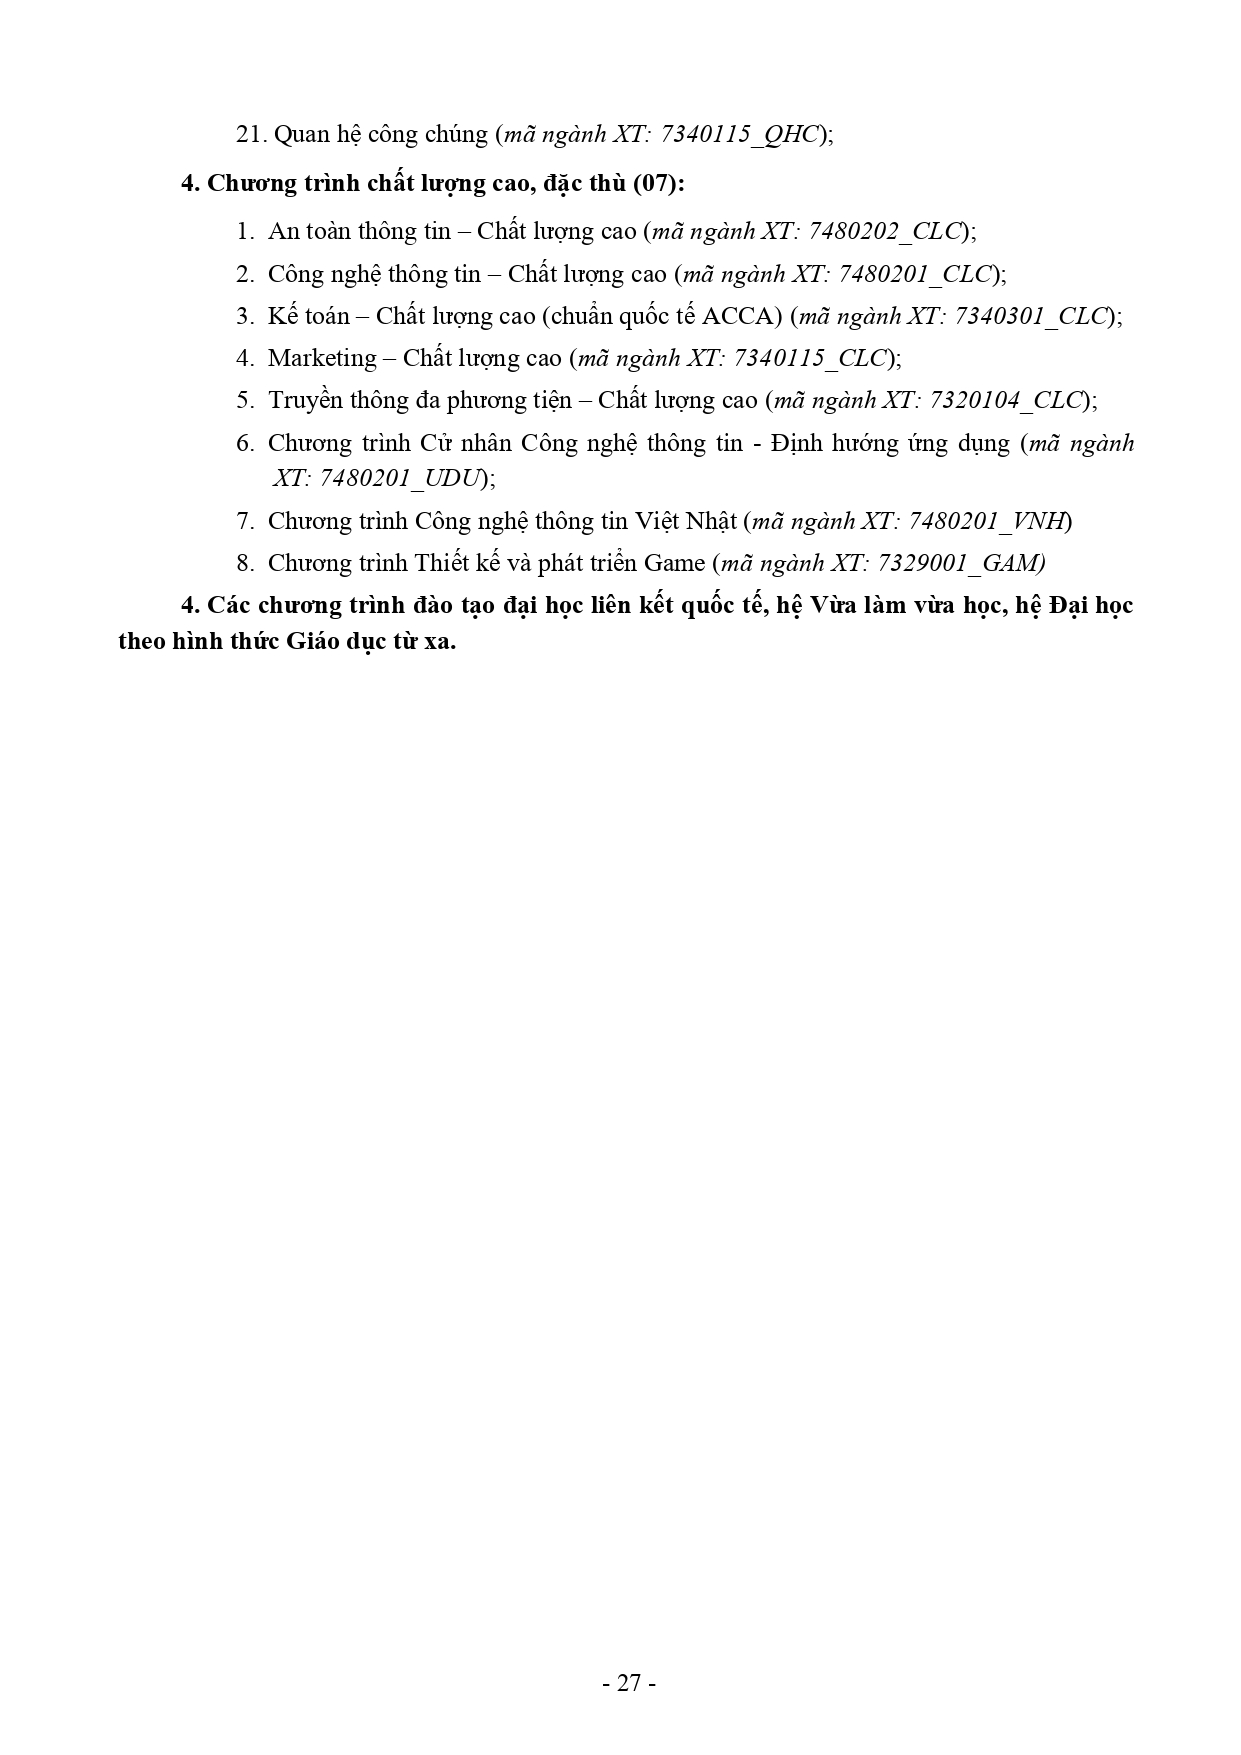 21. Quan hệ công chúng (mã ngành XT: 7340115_QHC);
4. Chương trình chất lượng cao, đặc thù (07):
1. An toàn thông tin – Chất lượng cao (mã ngành XT: 7480202_CLC);
2. Công nghệ thông tin – Chất lượng cao (mã ngành XT: 7480201_CLC);
3. Kế toán – Chất lượng cao (chuẩn quốc tế ACCA) (mã ngành XT: 7340301_CLC);
4. Marketing – Chất lượng cao (mã ngành XT: 7340115_CLC);
5. Truyền thông đa phương tiện – Chất lượng cao (mã ngành XT: 7320104_CLC);
6. Chương trình Cử nhân Công nghệ thông tin - Định hướng ứng dụng (mã ngành
XT: 7480201_UDU);
7. Chương trình Công nghệ thông tin Việt Nhật (mã ngành XT: 7480201_VNH)
8. Chương trình Thiết kế và phát triển Game (mã ngành XT: 7329001_GAM)
4. Các chương trình đào tạo đại học liên kết quốc tế, hệ Vừa làm vừa học, hệ Đại học
theo hình thức Giáo dục từ xa.
- 27 -